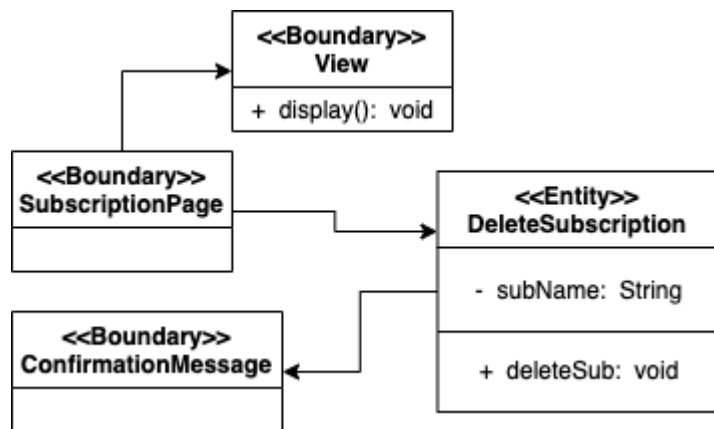 <<Boundary>>
View
+ display(): void
<<Boundary>>
SubscriptionPage
<<Entity>>
DeleteSubscription
- subName: String
+ deleteSub: void
<<Boundary>>
ConfirmationMessage